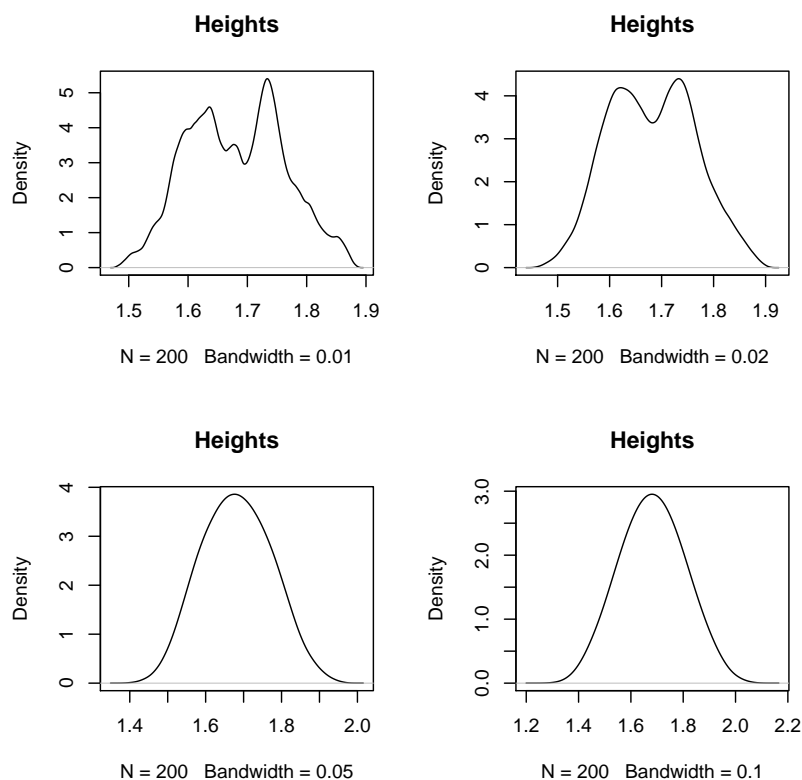 Heights
Density
5
4
3
2
1
0
1.5 1.6 1.7 1.8 1.9
N = 200 Bandwidth = 0.01
Heights
Density
4
3
2
1
0
1.5 1.6 1.7 1.8 1.9
N = 200 Bandwidth = 0.02
Heights
Density
4
3
2
1
0
1.4 1.6 1.8 2.0
N = 200 Bandwidth = 0.05
Heights
Density
3.0
2.0
1.0
0.0
1.2 1.4 1.6 1.8 2.0 2.2
N = 200 Bandwidth = 0.1